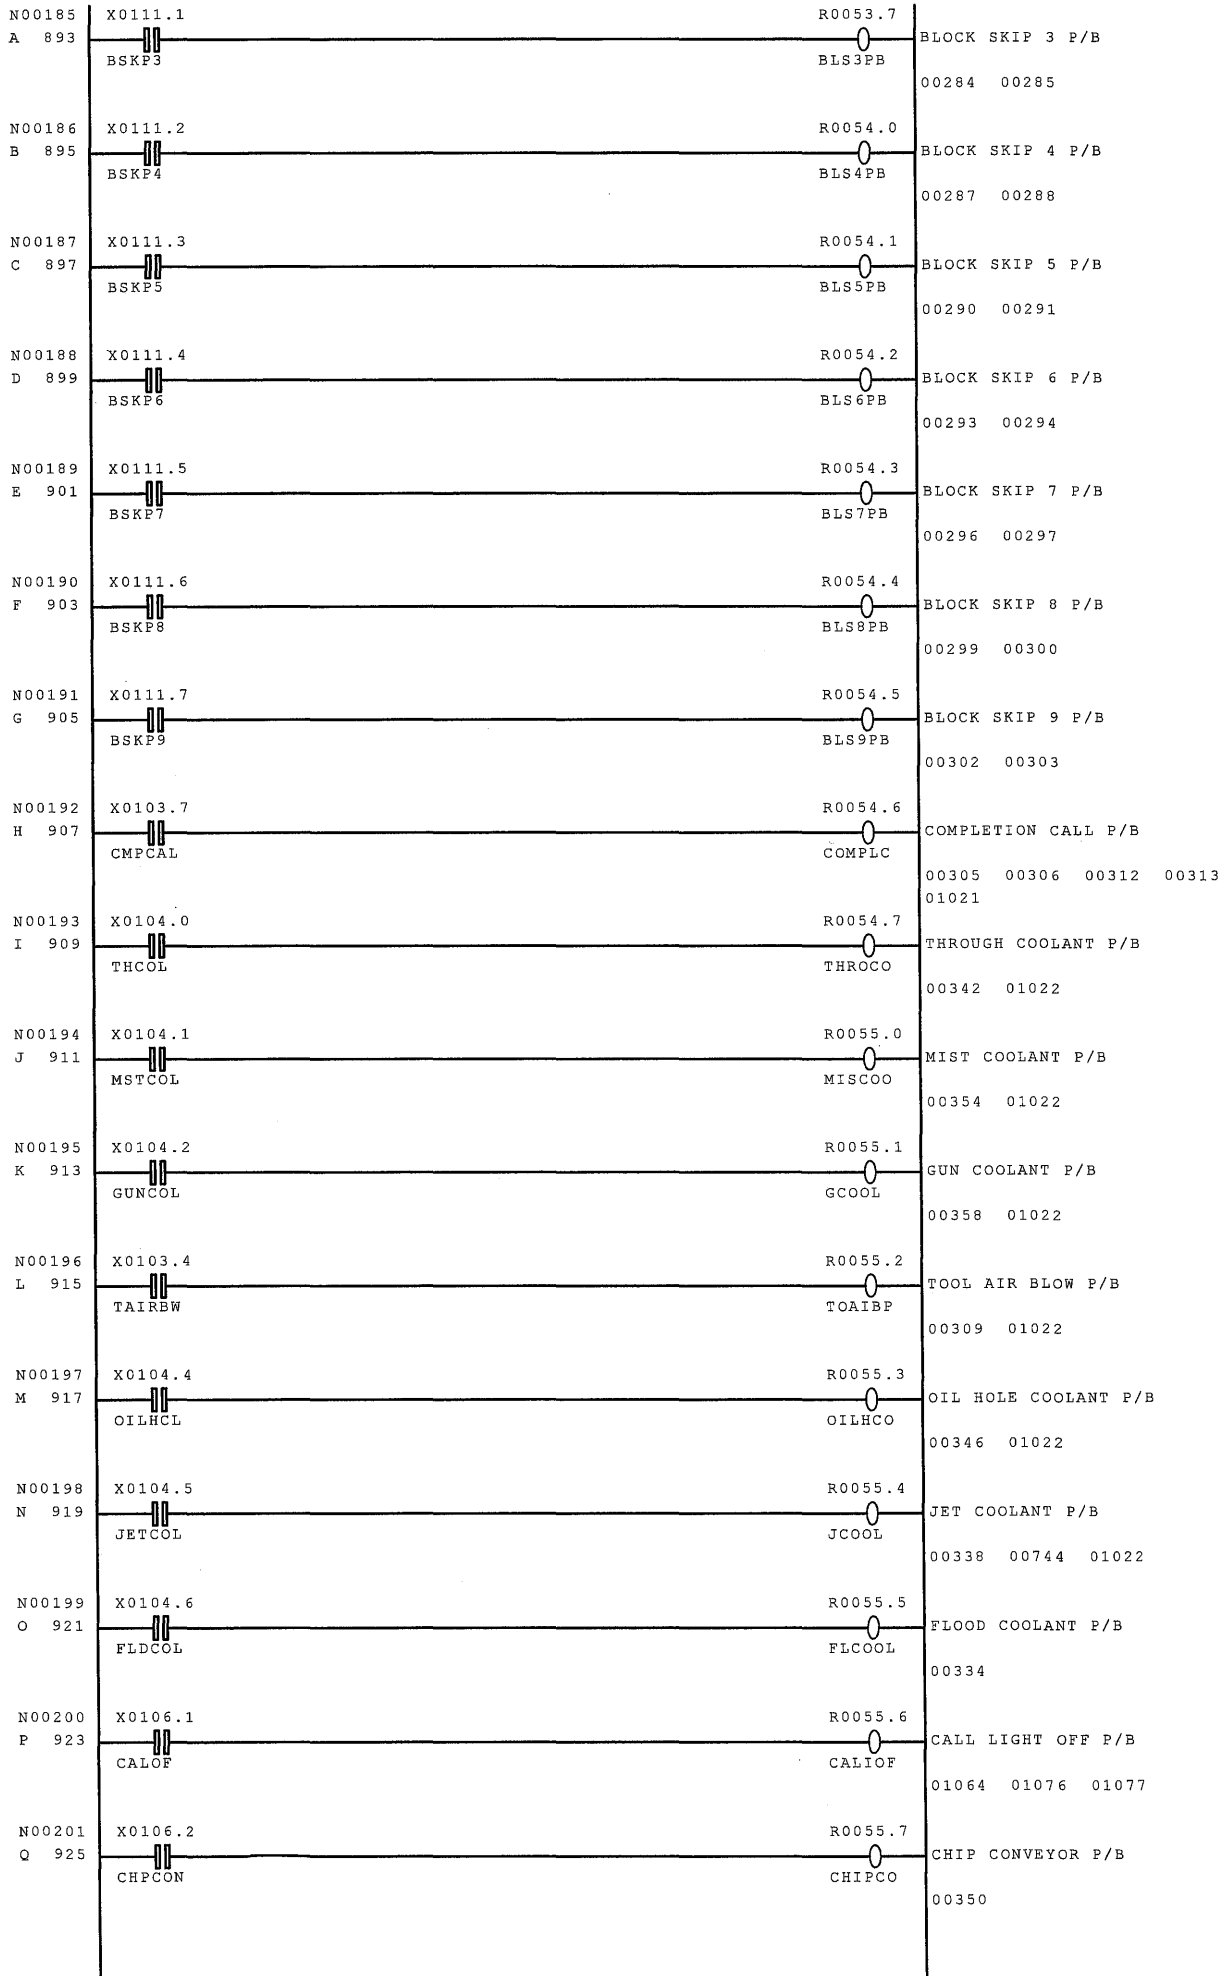 N00185 X0111.1 R0053.7
A 893 BLOCK SKIP 3 P/B
BSKP3 BLS3PB
00284 00285
N00186 X0111.2 R0054.0
B 895 BLOCK SKIP 4 P/B
BSKP4 BLS4PB
00287 00288
N00187 X0111.3 R0054.1
C 897 BLOCK SKIP 5 P/B
BSKP5 BLS5PB
00290 00291
N00188 X0111.4 R0054.2
D 899 BLOCK SKIP 6 P/B
BSKP6 BLS6PB
00293 00294
N00189 X0111.5 R0054.3
E 901 BLOCK SKIP 7 P/B
BSKP7 BLS7PB
00296 00297
N00190 X0111.6 R0054.4
F 903 BLOCK SKIP 8 P/B
BSKP8 BLS8PB
00299 00300
N00191 X0111.7 R0054.5
G 905 BLOCK SKIP 9 P/B
BSKP9 BLS9PB
00302 00303
N00192 X0103.7 R0054.6
H 907 COMPLETION CALL P/B
CMPCAL COMPLC
00305 00306 00312 00313
01021
N00193 X0104.0 R0054.7
I 909 THROUGH COOLANT P/B
THCOL THROCO
00342 01022
N00194 X0104.1 R0055.0
J 911 MIST COOLANT P/B
MSTCOL MISCOO
00354 01022
N00195 X0104.2 R0055.1
K 913 GUN COOLANT P/B
GUNCOL GCOOL
00358 01022
N00196 X0103.4 R0055.2
L 915 TOOL AIR BLOW P/B
TAIRBW TOAIBP
00309 01022
N00197 X0104.4 R0055.3
M 917 OIL HOLE COOLANT P/B
OILHCL OILHCO
00346 01022
N00198 X0104.5 R0055.4
N 919 JET COOLANT P/B
JETCOL JCOOL
00338 00744 01022
N00199 X0104.6 R0055.5
O 921 FLOOD COOLANT P/B
FLDCOL FLCOOL
00334
N00200 X0106.1 R0055.6
P 923 CALL LIGHT OFF P/B
CALOF CALIOF
01064 01076 01077
N00201 X0106.2 R0055.7
Q 925 CHIP CONVEYOR P/B
CHPCON CHIPCO
00350